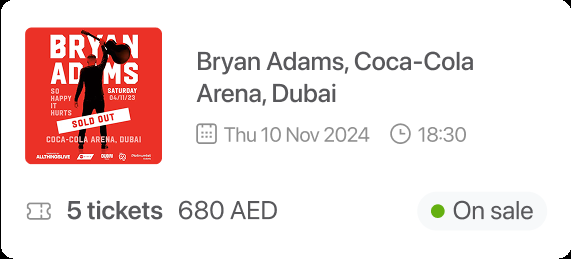 BRYAN
ADAMS
SO
HAPPY
IT
HURTS
SATURDAY
04/11/23
SOLD OUT
COCA-COLA ARENA, DUBAI
ALLTHINGSLIVE
DUBAI
Bryan Adams, Coca-Cola
Arena, Dubai
Thu 10 Nov 2024
18:30
5 tickets
680 AED
On sale